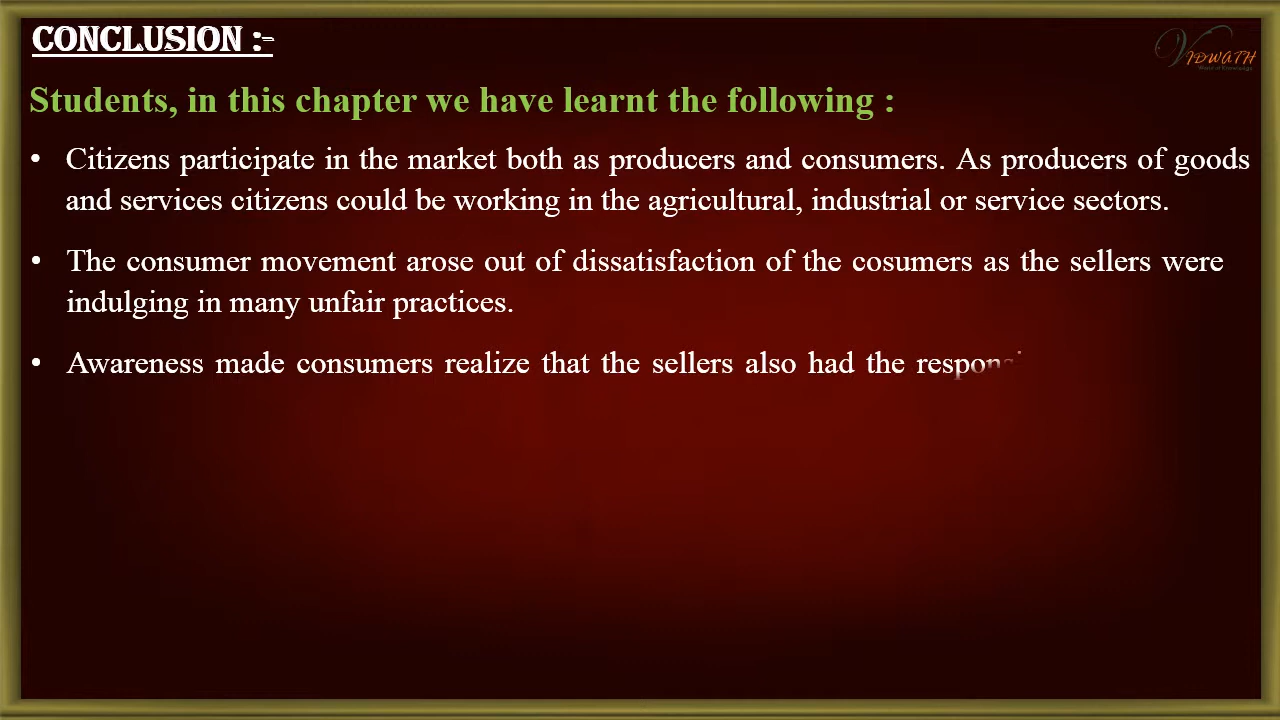 CONCLUSION :-
VIDWATH
Students, in this chapter we have learnt the following :
• Citizens participate in the market both as producers and consumers. As producers of goods
and services citizens could be working in the agricultural, industrial or service sectors.
• The consumer movement arose out of dissatisfaction of the cosumers as the sellers were
indulging in many unfair practices.
• Awareness made consumers realize that the sellers also had the